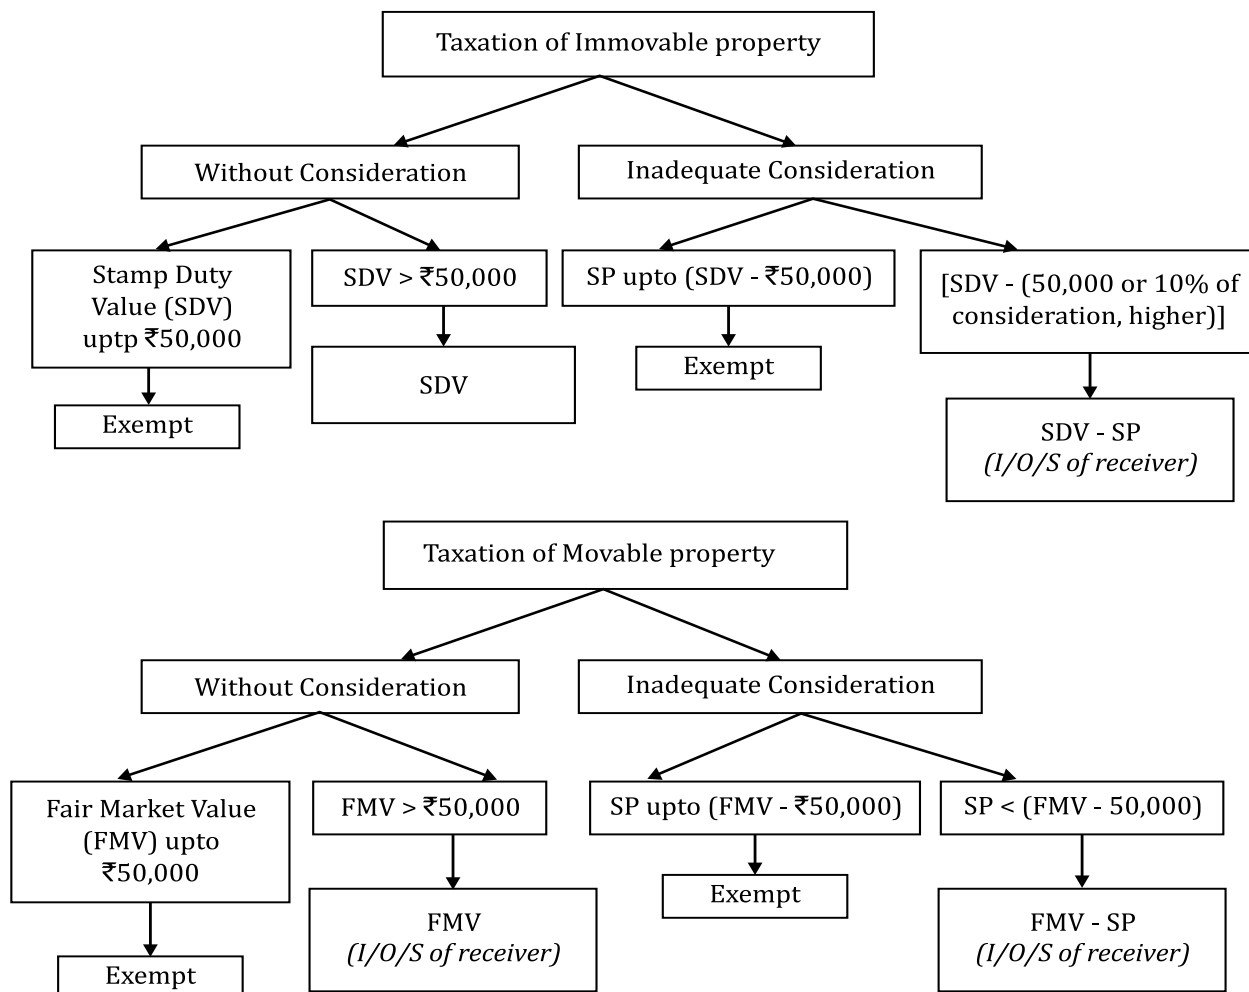 Taxation of Immovable property
Without Consideration
Inadequate Consideration
Stamp Duty
Value (SDV)
uptp ₹50,000
SDV > ₹50,000
SP upto (SDV - ₹50,000)
[SDV - (50,000 or 10% of
consideration, higher)]
Exempt
SDV
Exempt
SDV - SP
(I/O/S of receiver)
Taxation of Movable property
Without Consideration
Inadequate Consideration
Fair Market Value
(FMV) upto
₹50,000
FMV > ₹50,000
SP upto (FMV - ₹50,000)
SP < (FMV - 50,000)
Exempt
FMV
(I/O/S of receiver)
Exempt
FMV - SP
(I/O/S of receiver)